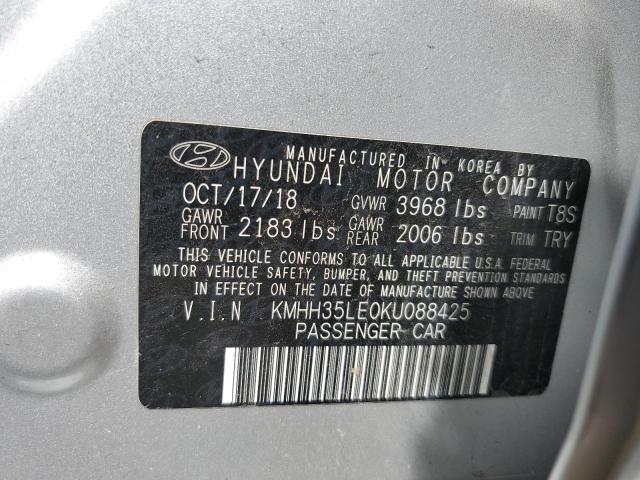 MANUFACTURED IN KOREA BY
HYUNDAI MOTOR COMPANY
OCT/17/18 GVWR 3968 lbs PAINT T8S
GAWR FRONT 2183 lbs GAWR REAR 2006 lbs TRIM TRY
THIS VEHICLE CONFORMS TO ALL APPLICABLE U.S.A. FEDERAL
MOTOR VEHICLE SAFETY, BUMPER, AND THEFT PREVENTION STANDARDS
IN EFFECT ON THE DATE OF MANUFACTURE SHOWN ABOVE.
V.I.N KMHH35LE0KU088425
PASSENGER CAR